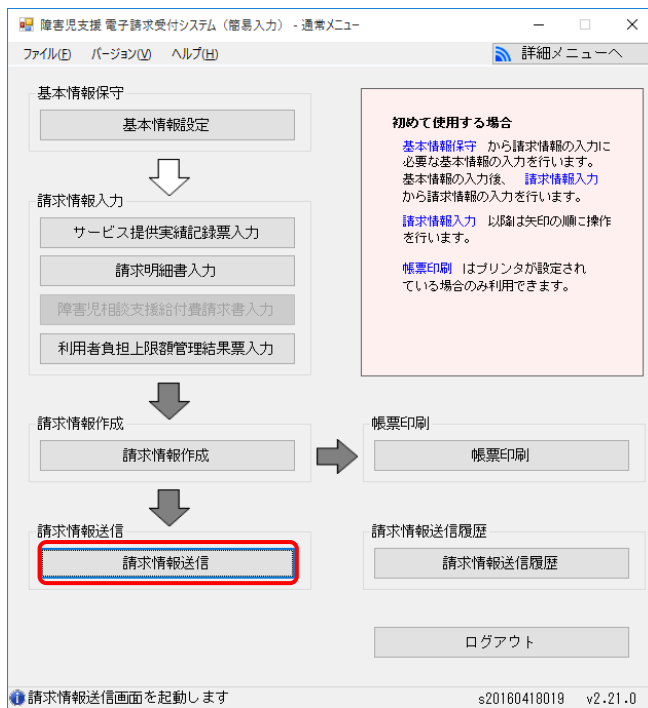 障害児支援 電子請求受付システム（簡易入力） - 通常メニュー
ファイル(F) バージョン(V) ヘルプ(H)
詳細メニューへ
基本情報保守
基本情報設定
請求情報入力
サービス提供実績記録票入力
請求明細書入力
障害児相談支援給付費請求書入力
利用者負担上限額管理結果票入力
初めて使用する場合
基本情報保守 から請求情報の入力に
必要な基本情報の入力を行います。
基本情報の入力後、 請求情報入力
から請求情報の入力を行います。
請求情報入力 以降は矢印の順に操作
を行います。
帳票印刷 はプリンタが設定され
ている場合のみ利用できます。
請求情報作成
請求情報作成
帳票印刷
帳票印刷
請求情報送信
請求情報送信
請求情報送信履歴
請求情報送信履歴
ログアウト
請求情報送信画面を起動します
s20160418019 v2.21.0